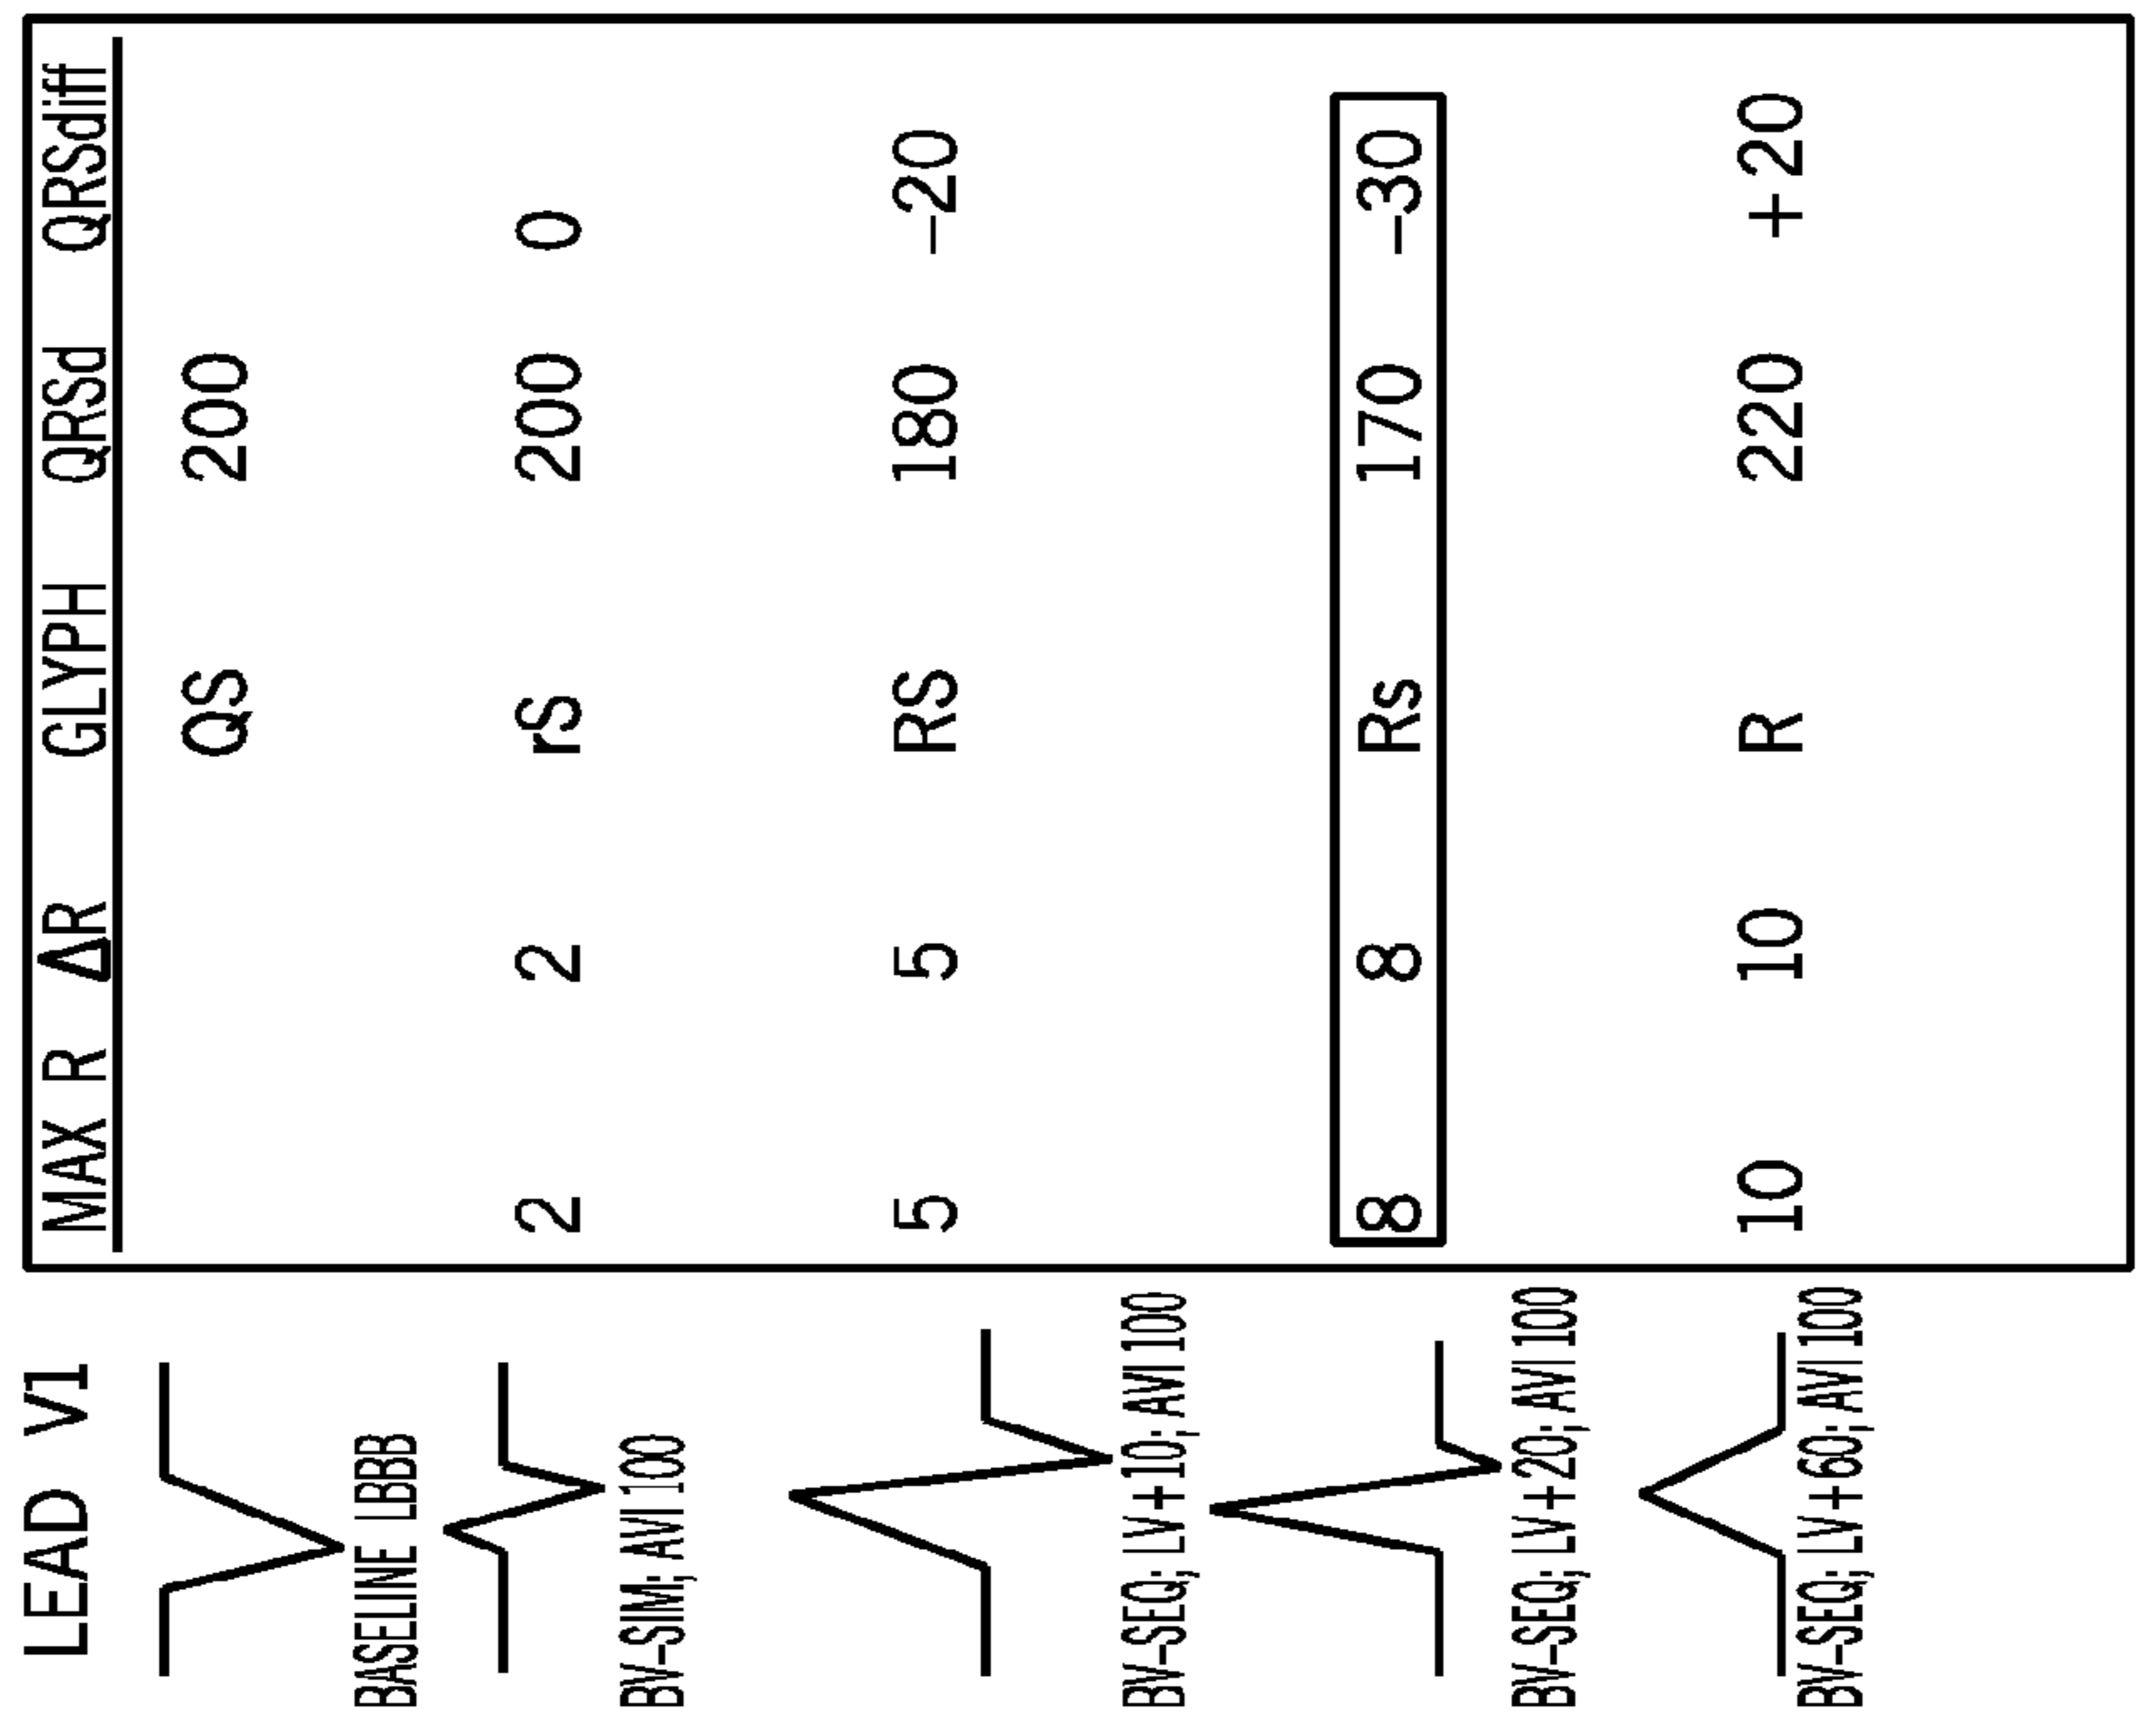 LEAD V1 MAX R ΔR GLYPH QRSd QRSdiff
QS 200
BASELINE LBBB
2 2 rS 200 0
BV-SIM; AVI 100
5 5 RS 180 -20
BV-SEQ; LV+10; AVI 100
8 8 Rs 170 -30
BV-SEQ; LV+20; AVI 100
10 10 R 220 +20
BV-SEQ; LV+60; AVI 100